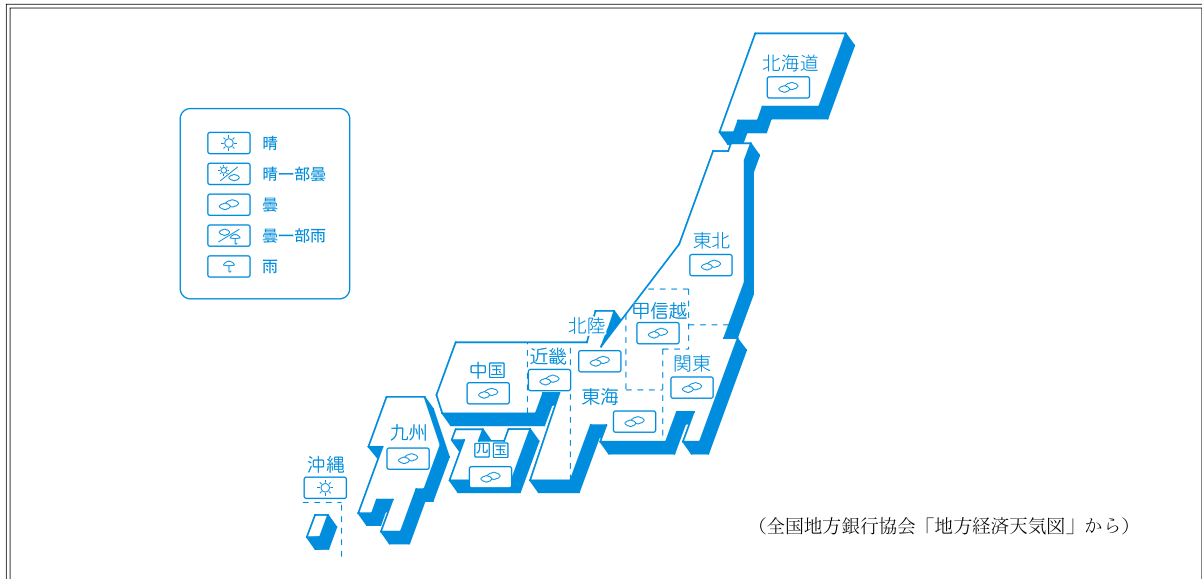 北海道
晴
晴一部曇
曇
曇一部雨
雨
東北
甲信越
北陸
近畿
関東
中国
東海
九州
四国
沖縄
（全国地方銀行協会「地方経済天気図」から）